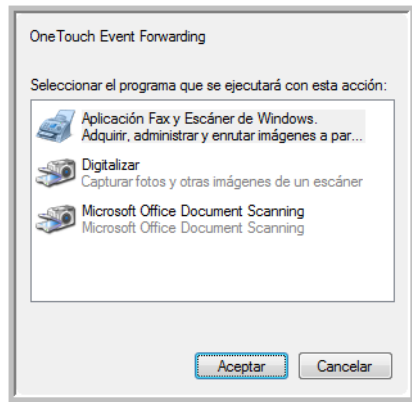 OneTouch Event Forwarding
Seleccionar el programa que se ejecutará con esta acción:
Aplicación Fax y Escáner de Windows.
Adquirir, administrar y enrutar imágenes a par...
Digitalizar
Capturar fotos y otras imágenes de un escáner
Microsoft Office Document Scanning
Microsoft Office Document Scanning
Aceptar
Cancelar